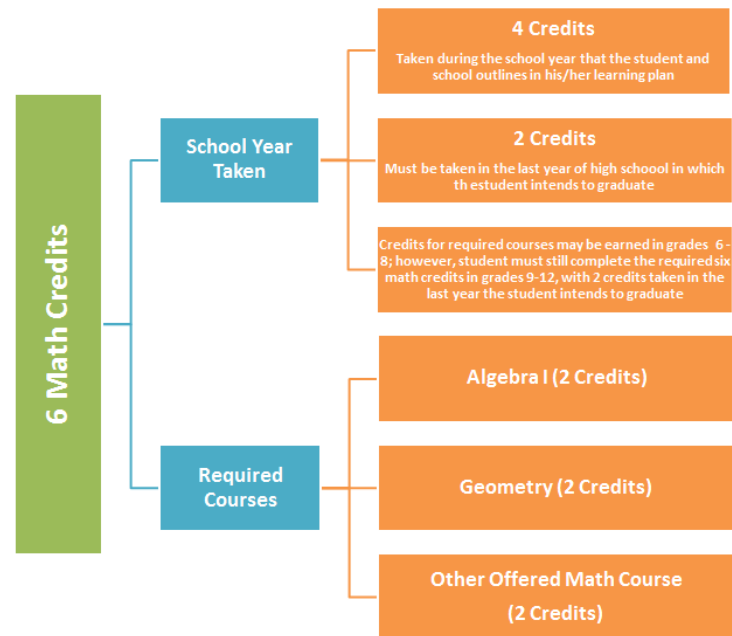 6 Math Credits
School Year
Taken
4 Credits
Taken during the school year that the student and
school outlines in his/her learning plan
2 Credits
Must be taken in the last year of high schoool in which
th estudent intends to graduate
Credits for required courses may be earned in grades 6 -
8; however, student must still complete the required six
math credits in grades 9-12, with 2 credits taken in the
last year the student intends to graduate
Required
Courses
Algebra I (2 Credits)
Geometry (2 Credits)
Other Offered Math Course
(2 Credits)